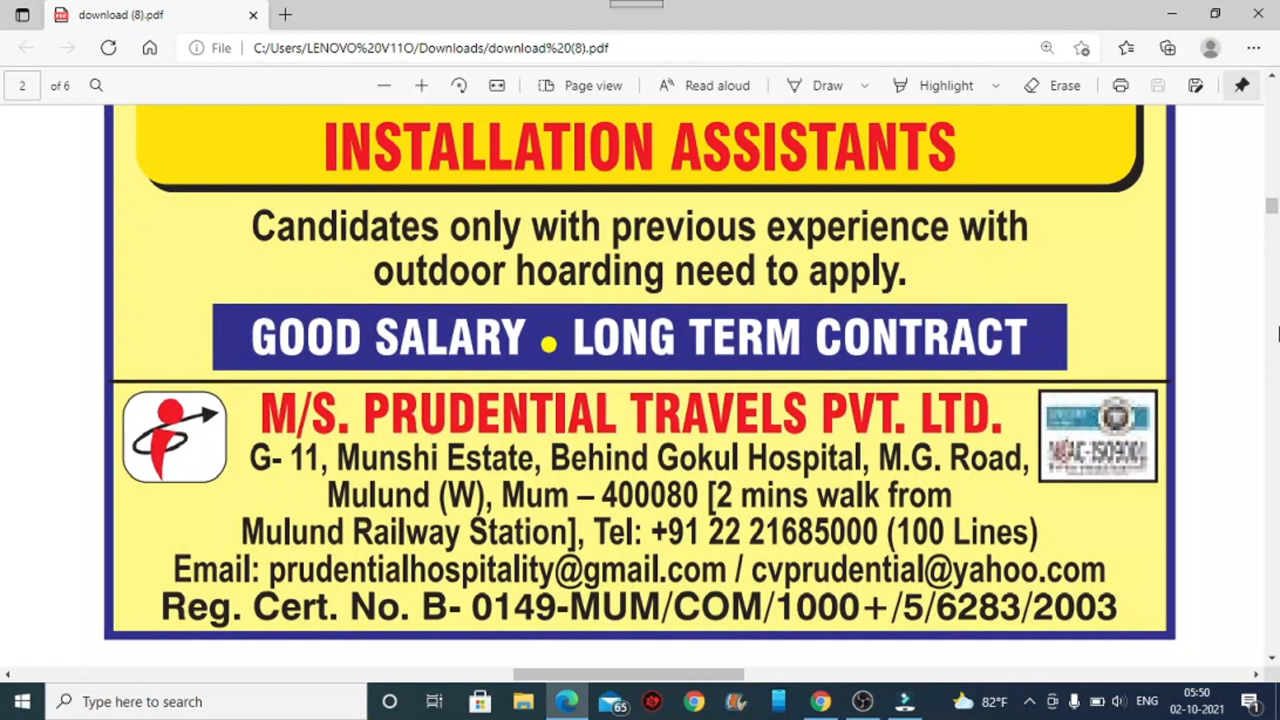 download (8).pdf
File
C:/Users/LENOVO%20V11O/Downloads/download%20(8).pdf
2 of 6
Page view
Read aloud
Draw
Highlight
Erase
INSTALLATION ASSISTANTS
Candidates only with previous experience with
outdoor hoarding need to apply.
GOOD SALARY • LONG TERM CONTRACT
M/S. PRUDENTIAL TRAVELS PVT. LTD.
G- 11, Munshi Estate, Behind Gokul Hospital, M.G. Road,
Mulund (W), Mum – 400080 [2 mins walk from
Mulund Railway Station], Tel: +91 22 21685000 (100 Lines)
Email: prudentialhospitality@gmail.com / cvprudential@yahoo.com
Reg. Cert. No. B- 0149-MUM/COM/1000+/5/6283/2003
Type here to search
65
82°F
ENG
05:50
02-10-2021
1